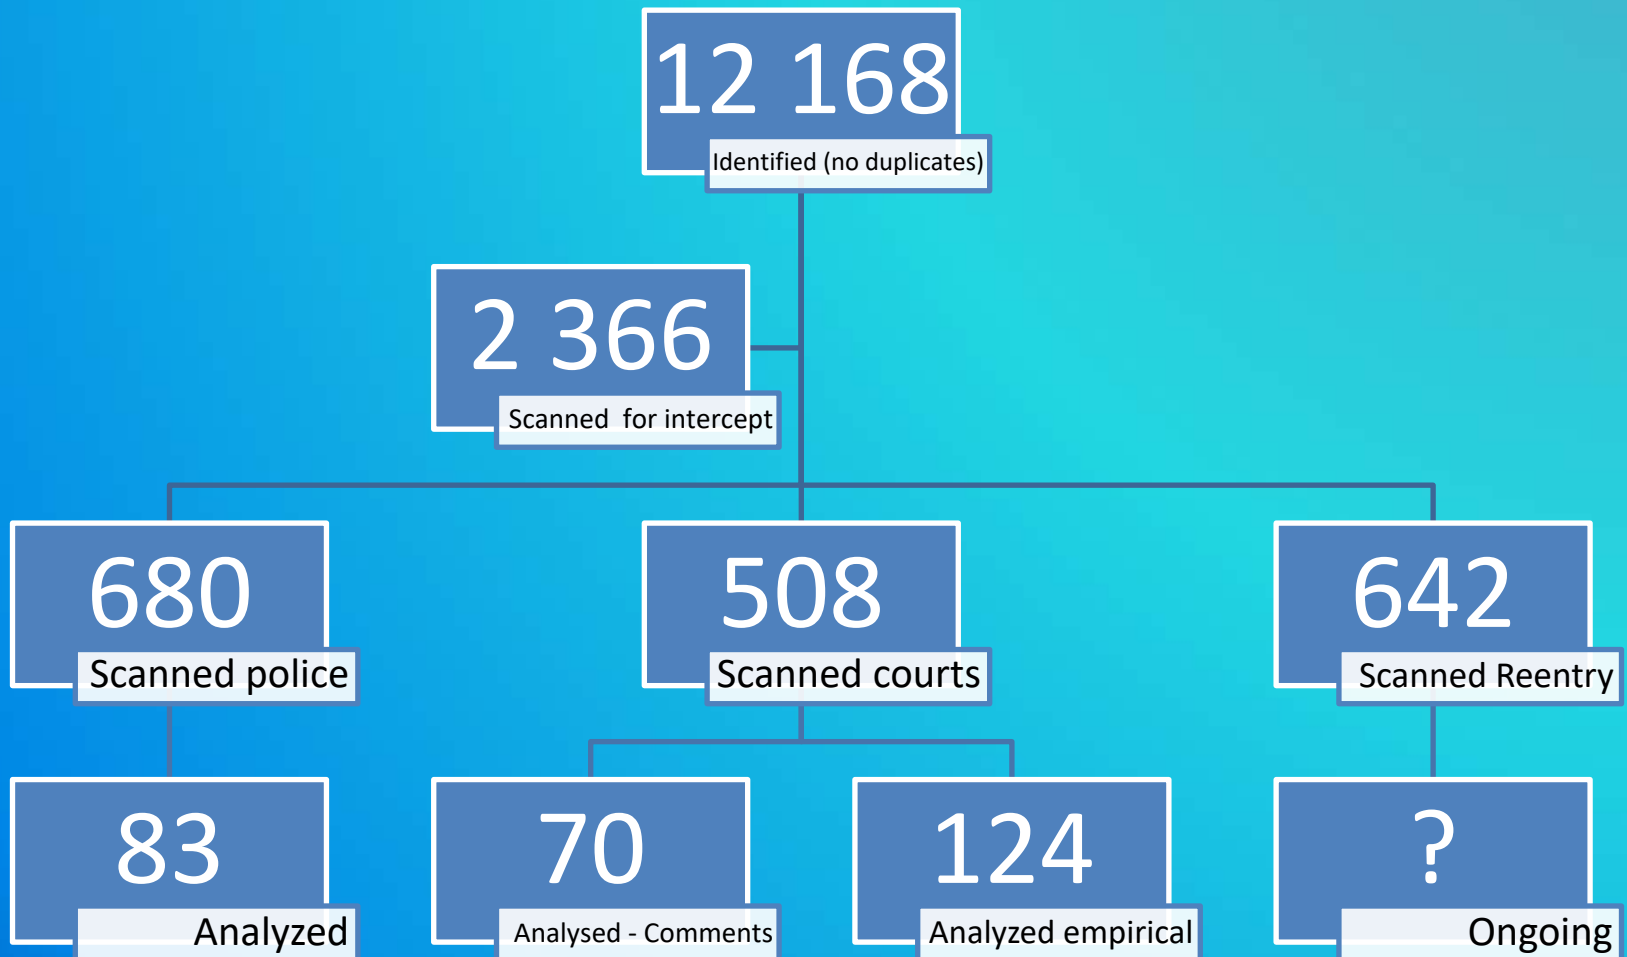 12 168
Identified (no duplicates)
2 366
Scanned  for intercept
680
Scanned police
508
Scanned courts
642
Scanned Reentry
83
Analyzed
70
Analysed - Comments
124
Analyzed empirical
?
Ongoing